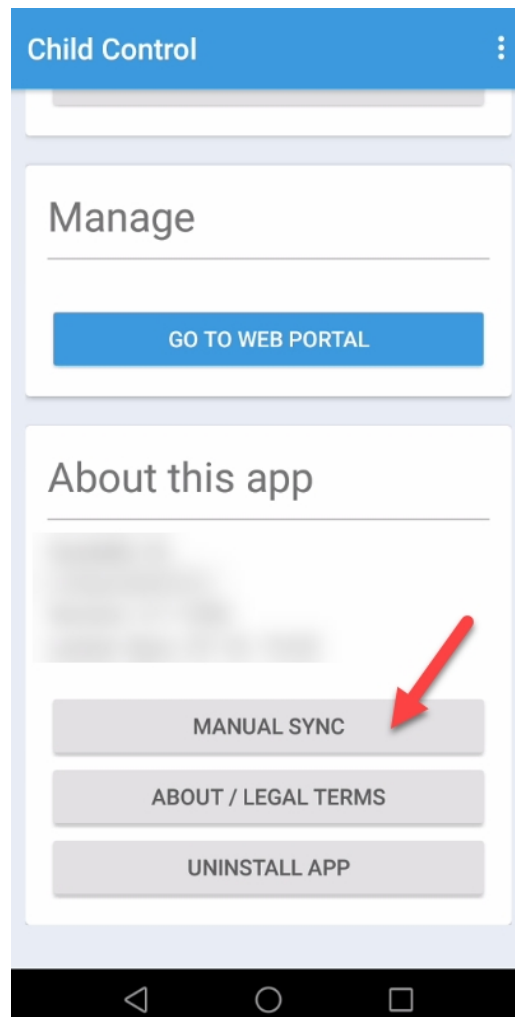 Child Control
Manage
GO TO WEB PORTAL
About this app
MANUAL SYNC
ABOUT / LEGAL TERMS
UNINSTALL APP